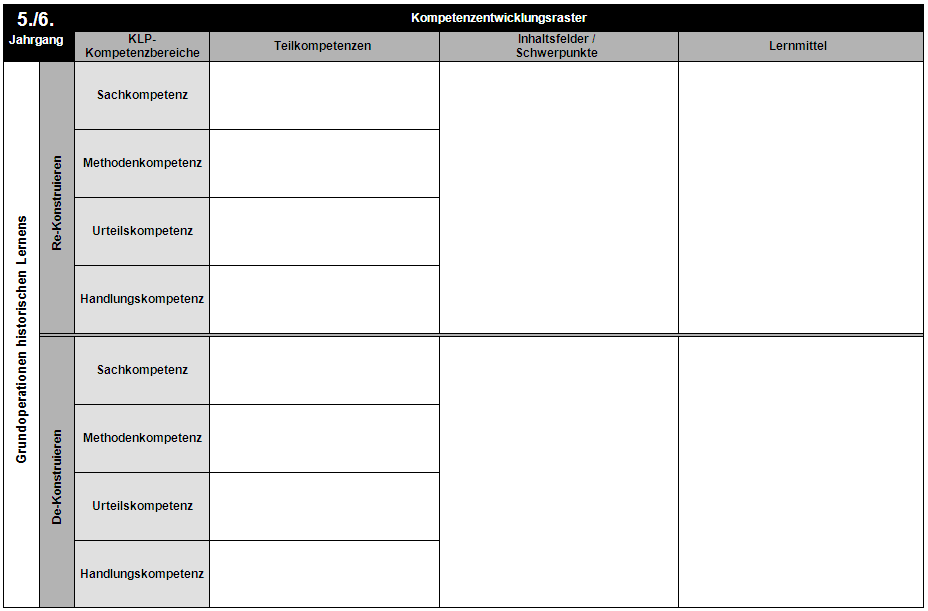 5./6.
Jahrgang
Kompetenzentwicklungsraster
KLP-
Kompetenzbereiche
Teilkompetenzen
Inhaltsfelder /
Schwerpunkte
Lernmittel
Grundoperationen historischen Lernens
Re-Konstruieren
Sachkompetenz
Methodenkompetenz
Urteilskompetenz
Handlungskompetenz
De-Konstruieren
Sachkompetenz
Methodenkompetenz
Urteilskompetenz
Handlungskompetenz